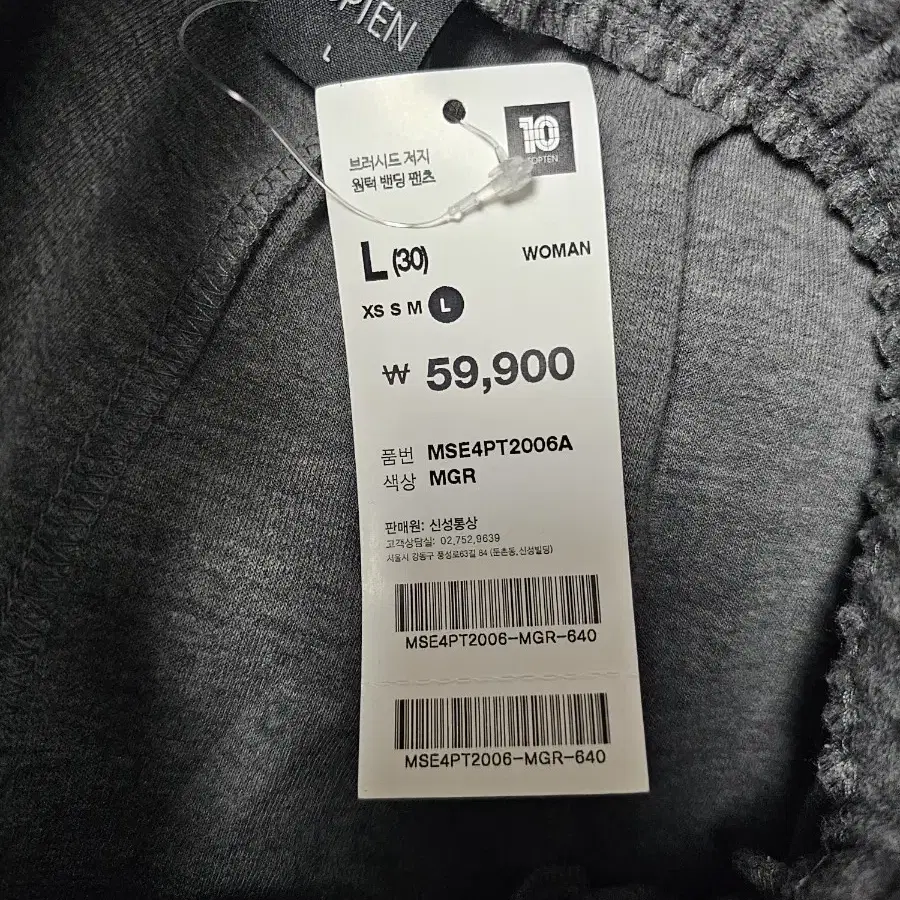 TOPTEN
L
10
TOPTEN
브러시드 저지
원턱 밴딩 팬츠
L (30)
WOMAN
XS S M L
₩ 59,900
품번 MSE4PT2006A
색상 MGR
판매원: 신성통상
고객상담실: 02.752.9639
서울시 강동구 풍성로63길 84 (둔촌동, 신성빌딩)
MSE4PT2006-MGR-640
MSE4PT2006-MGR-640